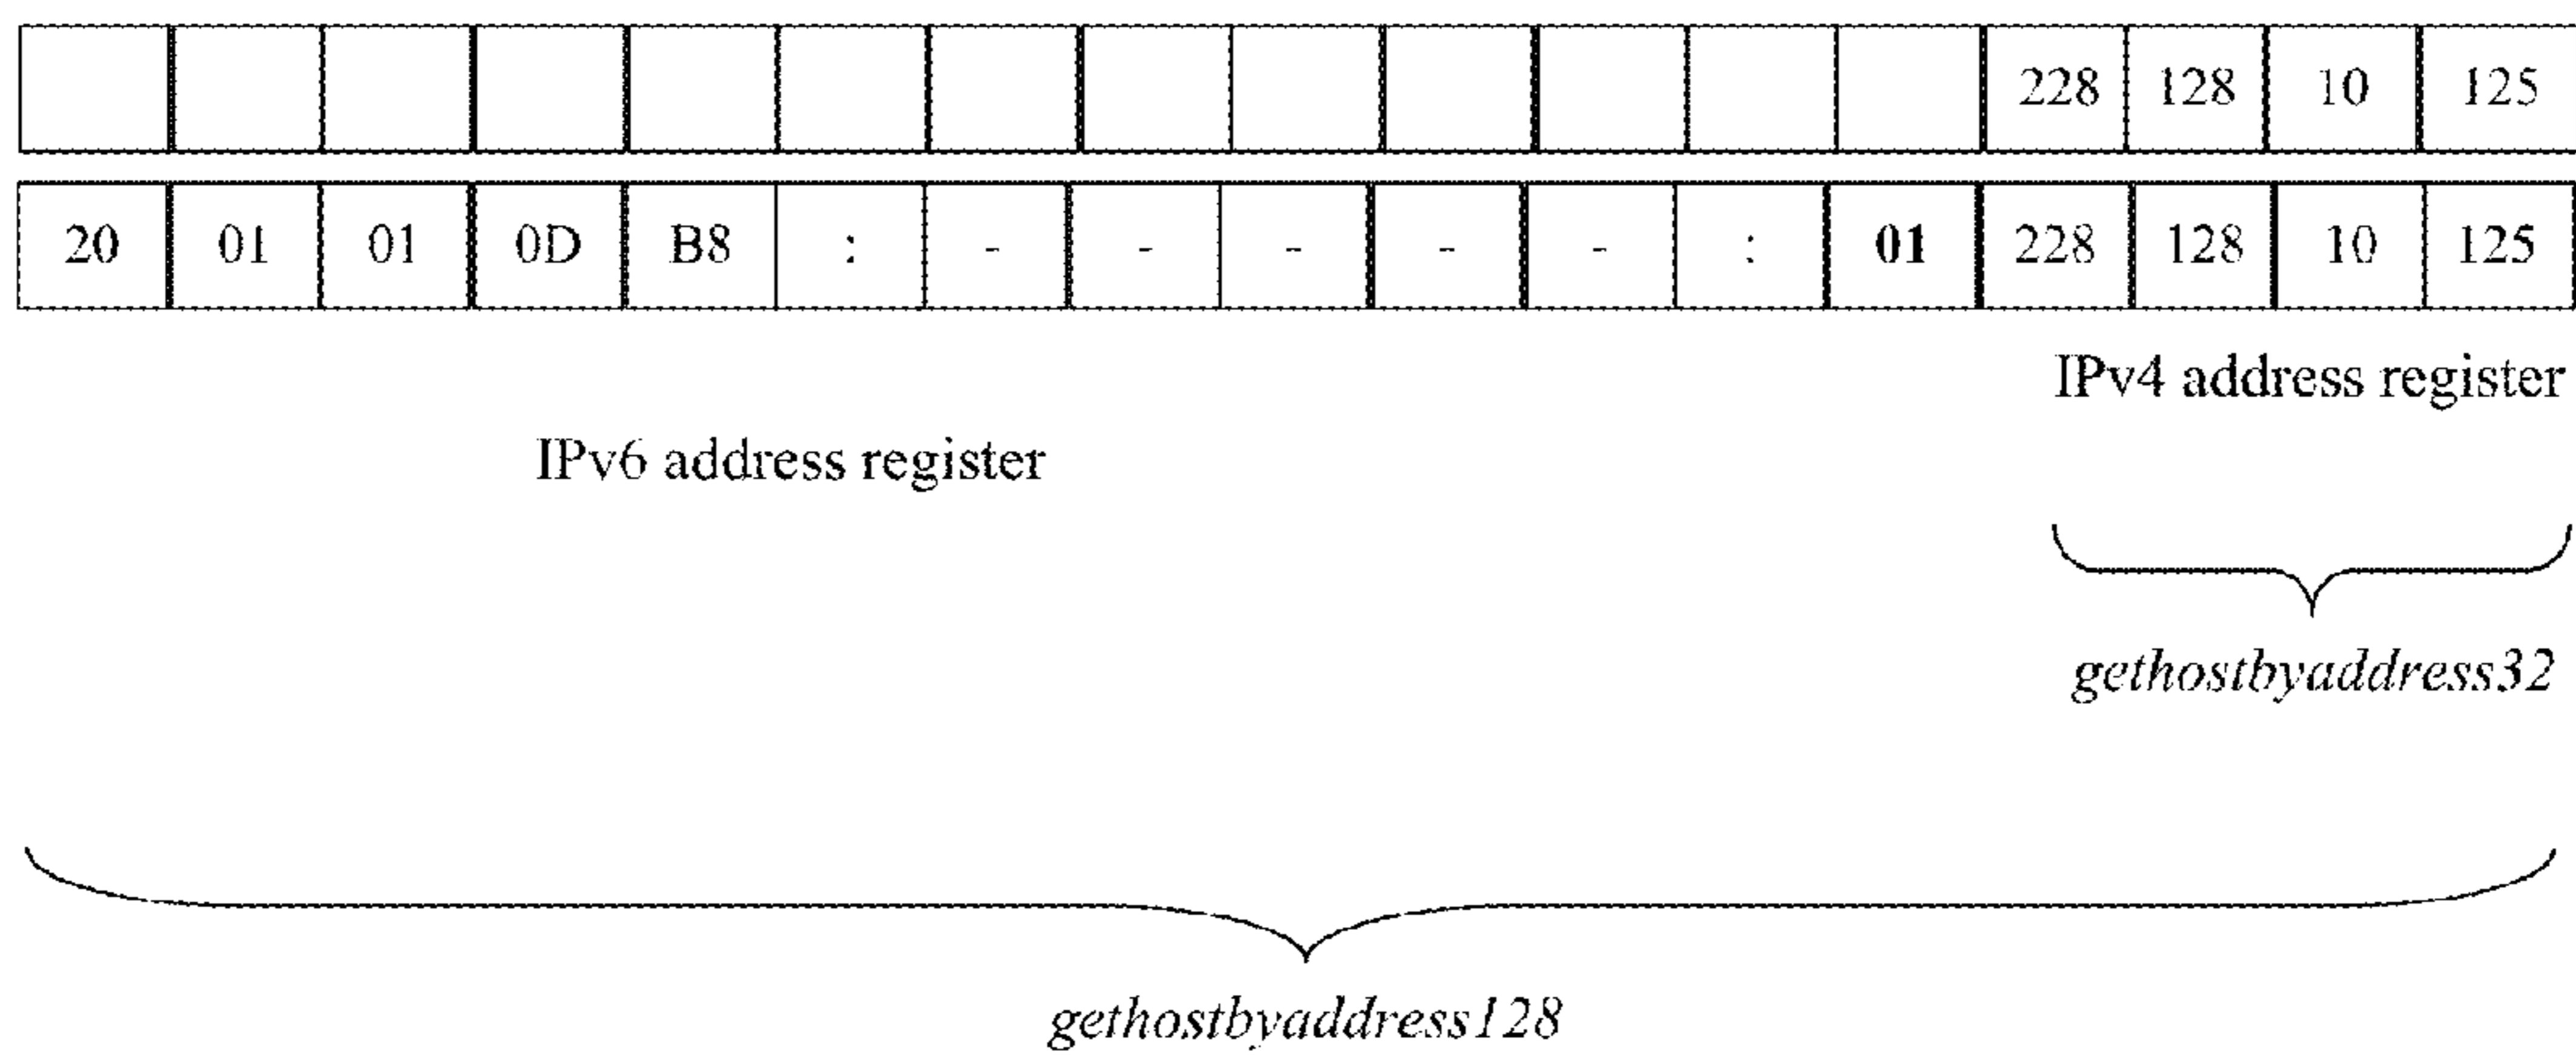 228 128 10 125
20 01 01 0D B8 : - - - - - : 01 228 128 10 125
IPv4 address register
IPv6 address register
gethostbyaddress32
gethostbyaddress128